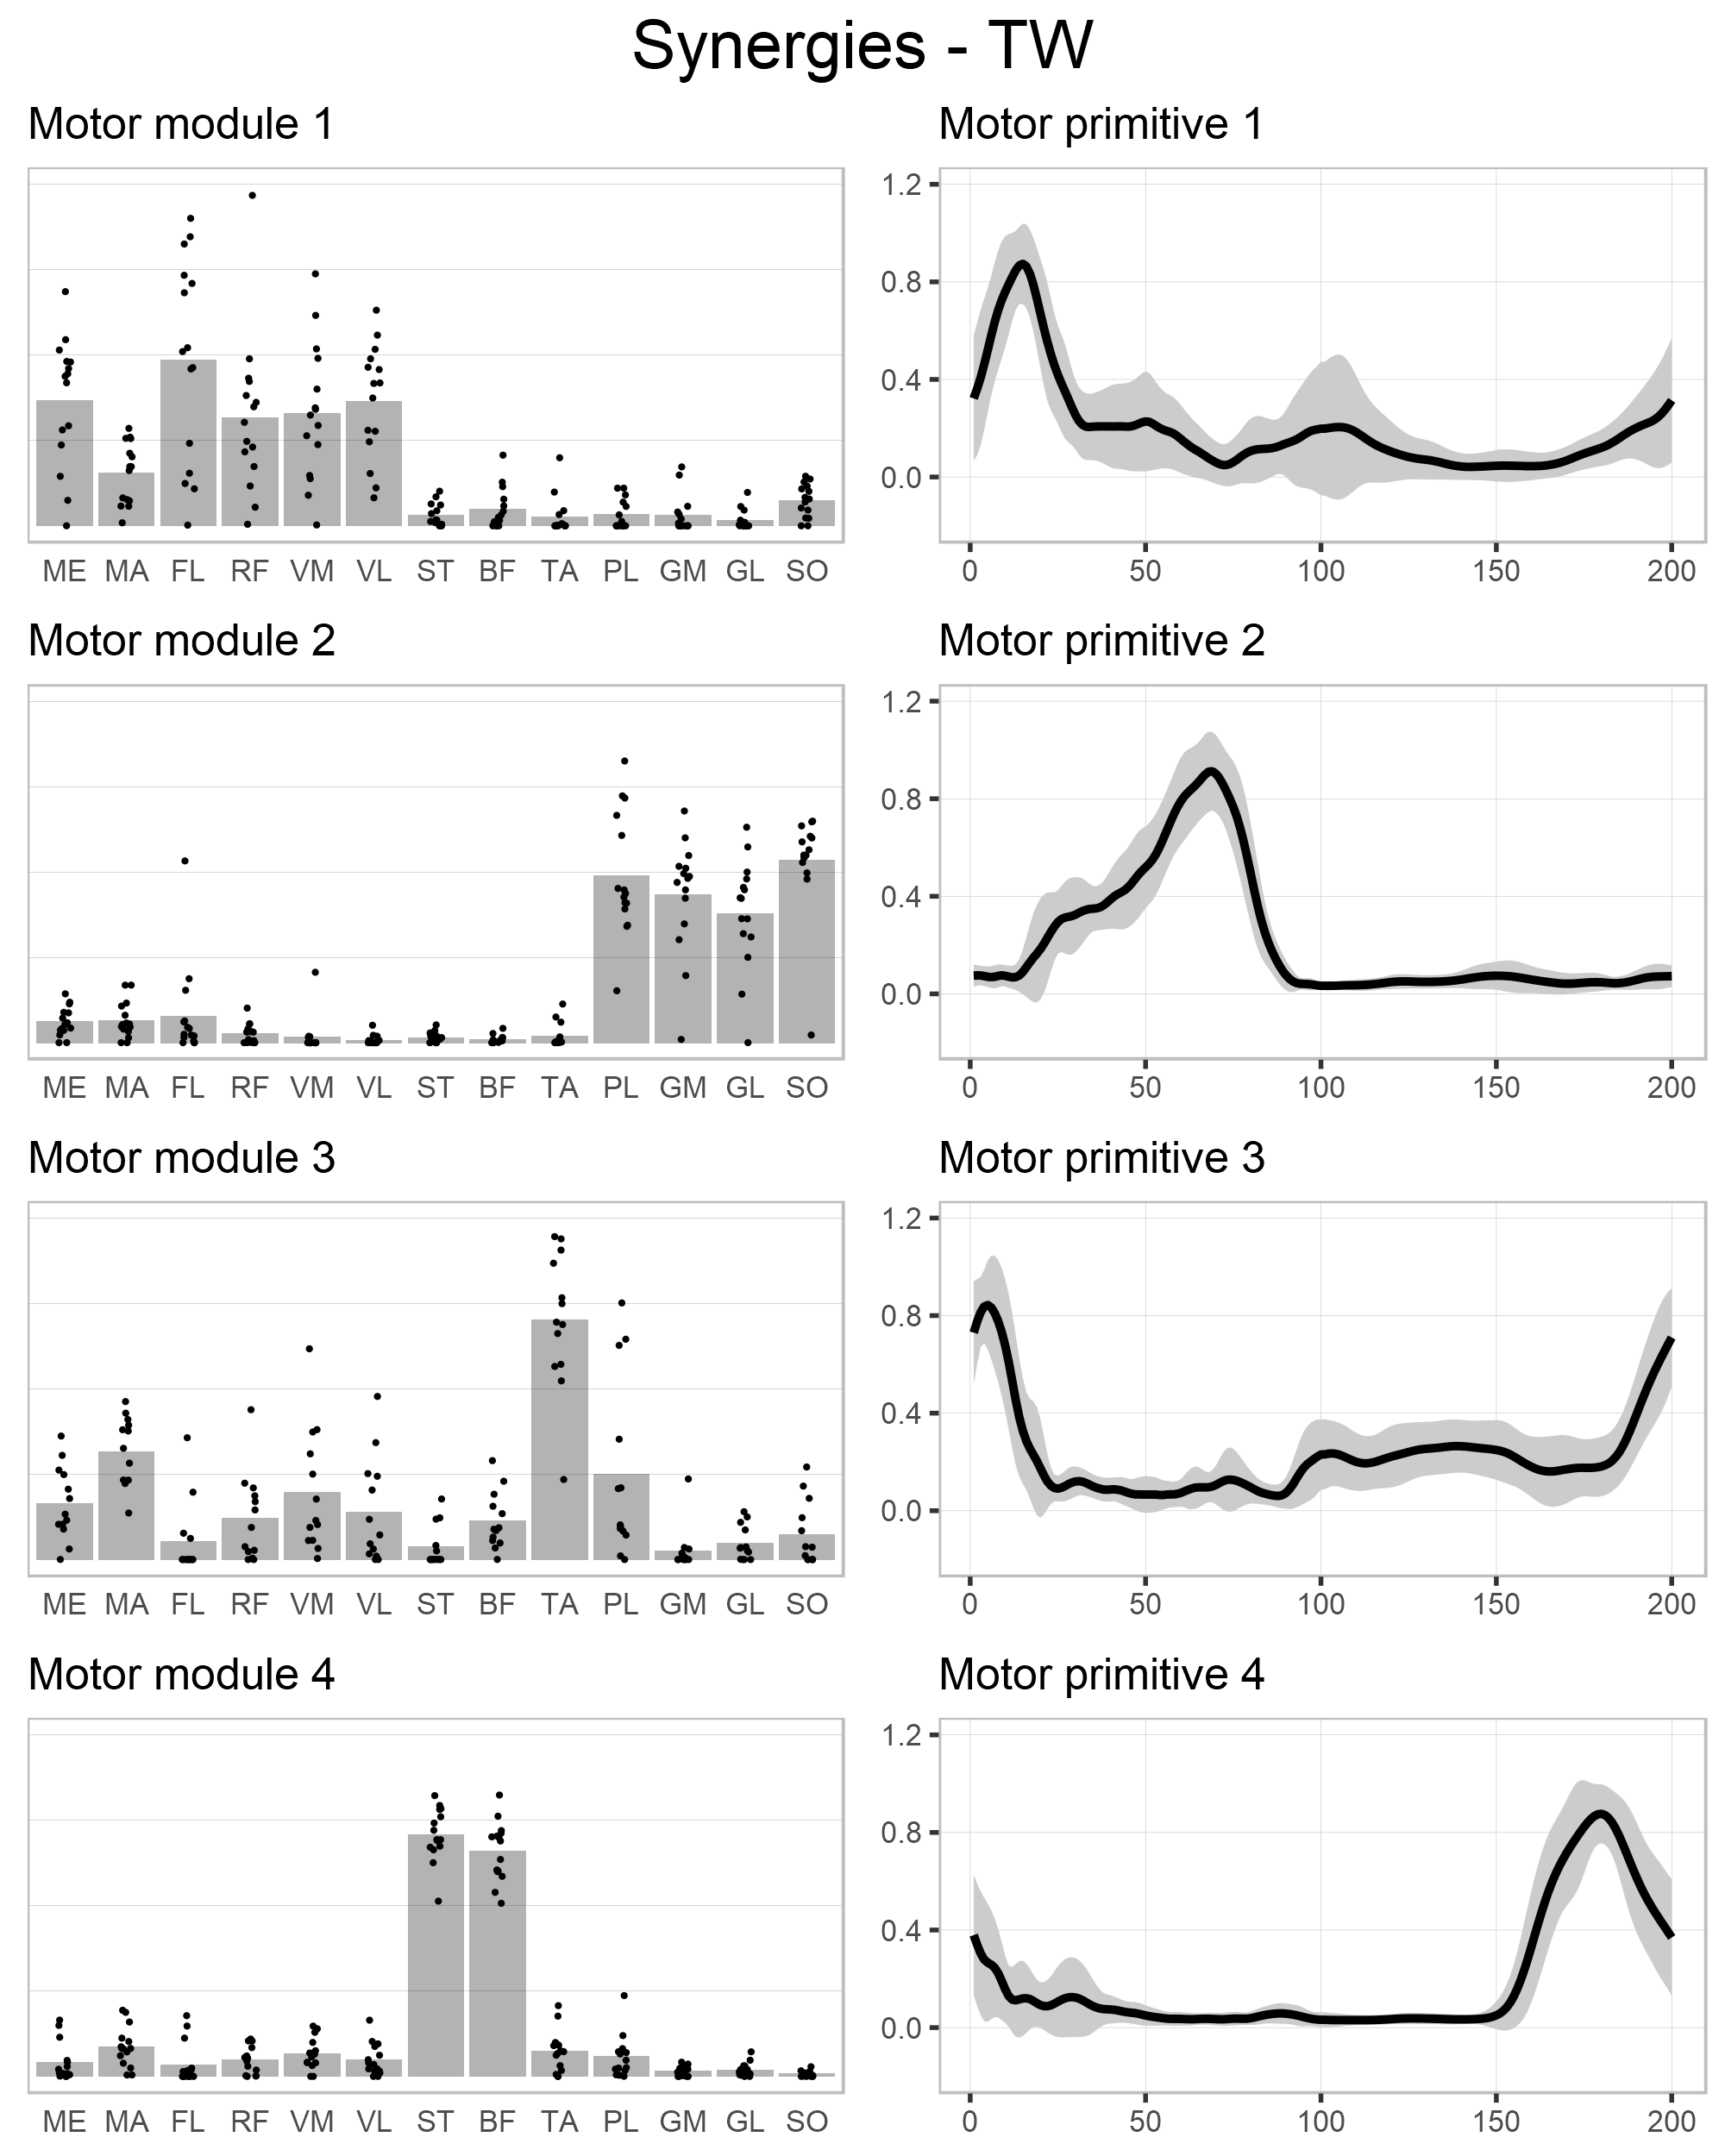 Synergies - TW
Motor module 1
Motor primitive 1
1.2
0.8
0.4
0.0
ME MA FL RF VM VL ST BF TA PL GM GL SO
0 50 100 150 200
Motor module 2
Motor primitive 2
1.2
0.8
0.4
0.0
ME MA FL RF VM VL ST BF TA PL GM GL SO
0 50 100 150 200
Motor module 3
Motor primitive 3
1.2
0.8
0.4
0.0
ME MA FL RF VM VL ST BF TA PL GM GL SO
0 50 100 150 200
Motor module 4
Motor primitive 4
1.2
0.8
0.4
0.0
ME MA FL RF VM VL ST BF TA PL GM GL SO
0 50 100 150 200